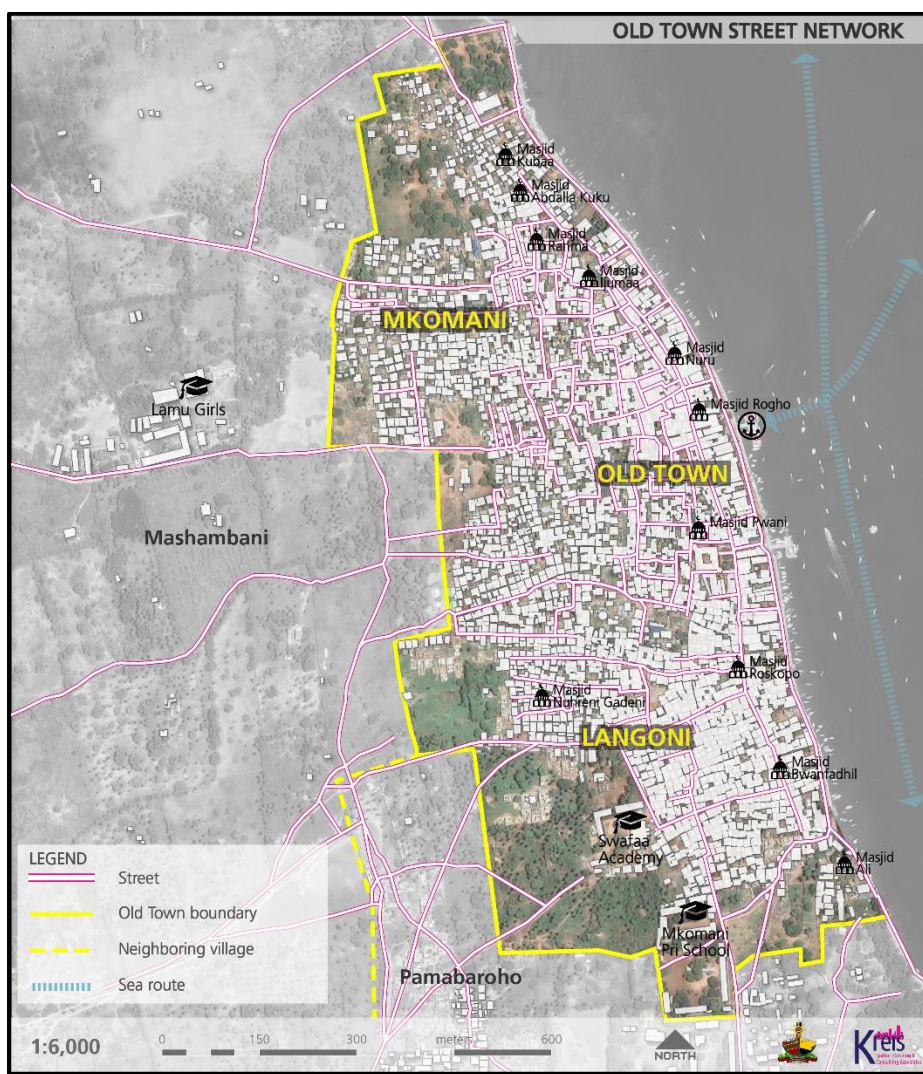 OLD TOWN STREET NETWORK
Masjid
Kubaa
Masjid
Abdalla Kuku
Masjid
Rahma
Masjid
Ijumaa
MKOMANI
Masjid
Nuru
Lamu Girls
Masjid Rogho
OLD TOWN
Masjid Pwani
Mashambani
Masjid
Roskopo
Masjid
Nuhreni Gadeni
LANGONI
Masjid
Bwanfadhil
Swafaa
Academy
Masjid
Ali
LEGEND
Street
Old Town boundary
Neighboring village
Sea route
Mkomani
Pri School
Pamabaroho
1:6,000
0 150 300 meters 600
NORTH
Kreis